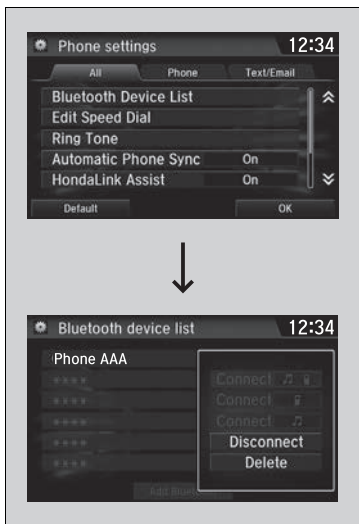 Phone settings 12:34
All Phone Text/Email
Bluetooth Device List
Edit Speed Dial
Ring Tone
Automatic Phone Sync On
HondaLink Assist On
Default OK
Bluetooth device list 12:34
Phone AAA
Connect
****
Connect
****
Connect
****
Disconnect
****
Delete
Add